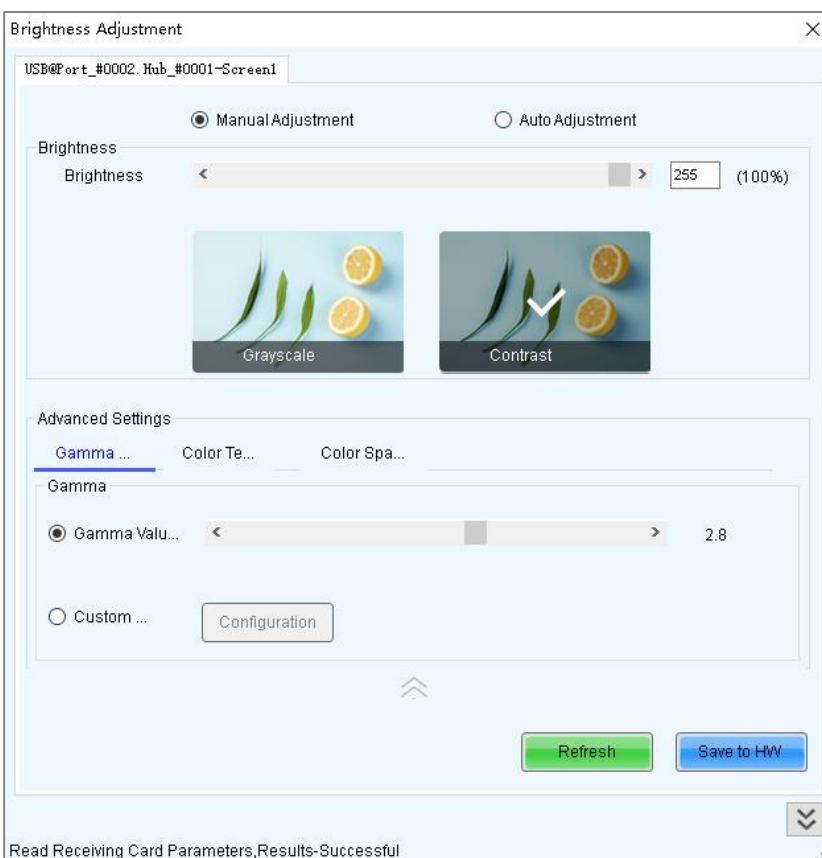 Brightness Adjustment
USB@Port_#0002.Hub_#0001-Screen1
Manual Adjustment
Auto Adjustment
Brightness
Brightness
255
(100%)
Grayscale
Contrast
Advanced Settings
Gamma ...
Color Te...
Color Spa...
Gamma
Gamma Valu...
2.8
Custom ...
Configuration
Refresh
Save to HW
Read Receiving Card Parameters,Results-Successful